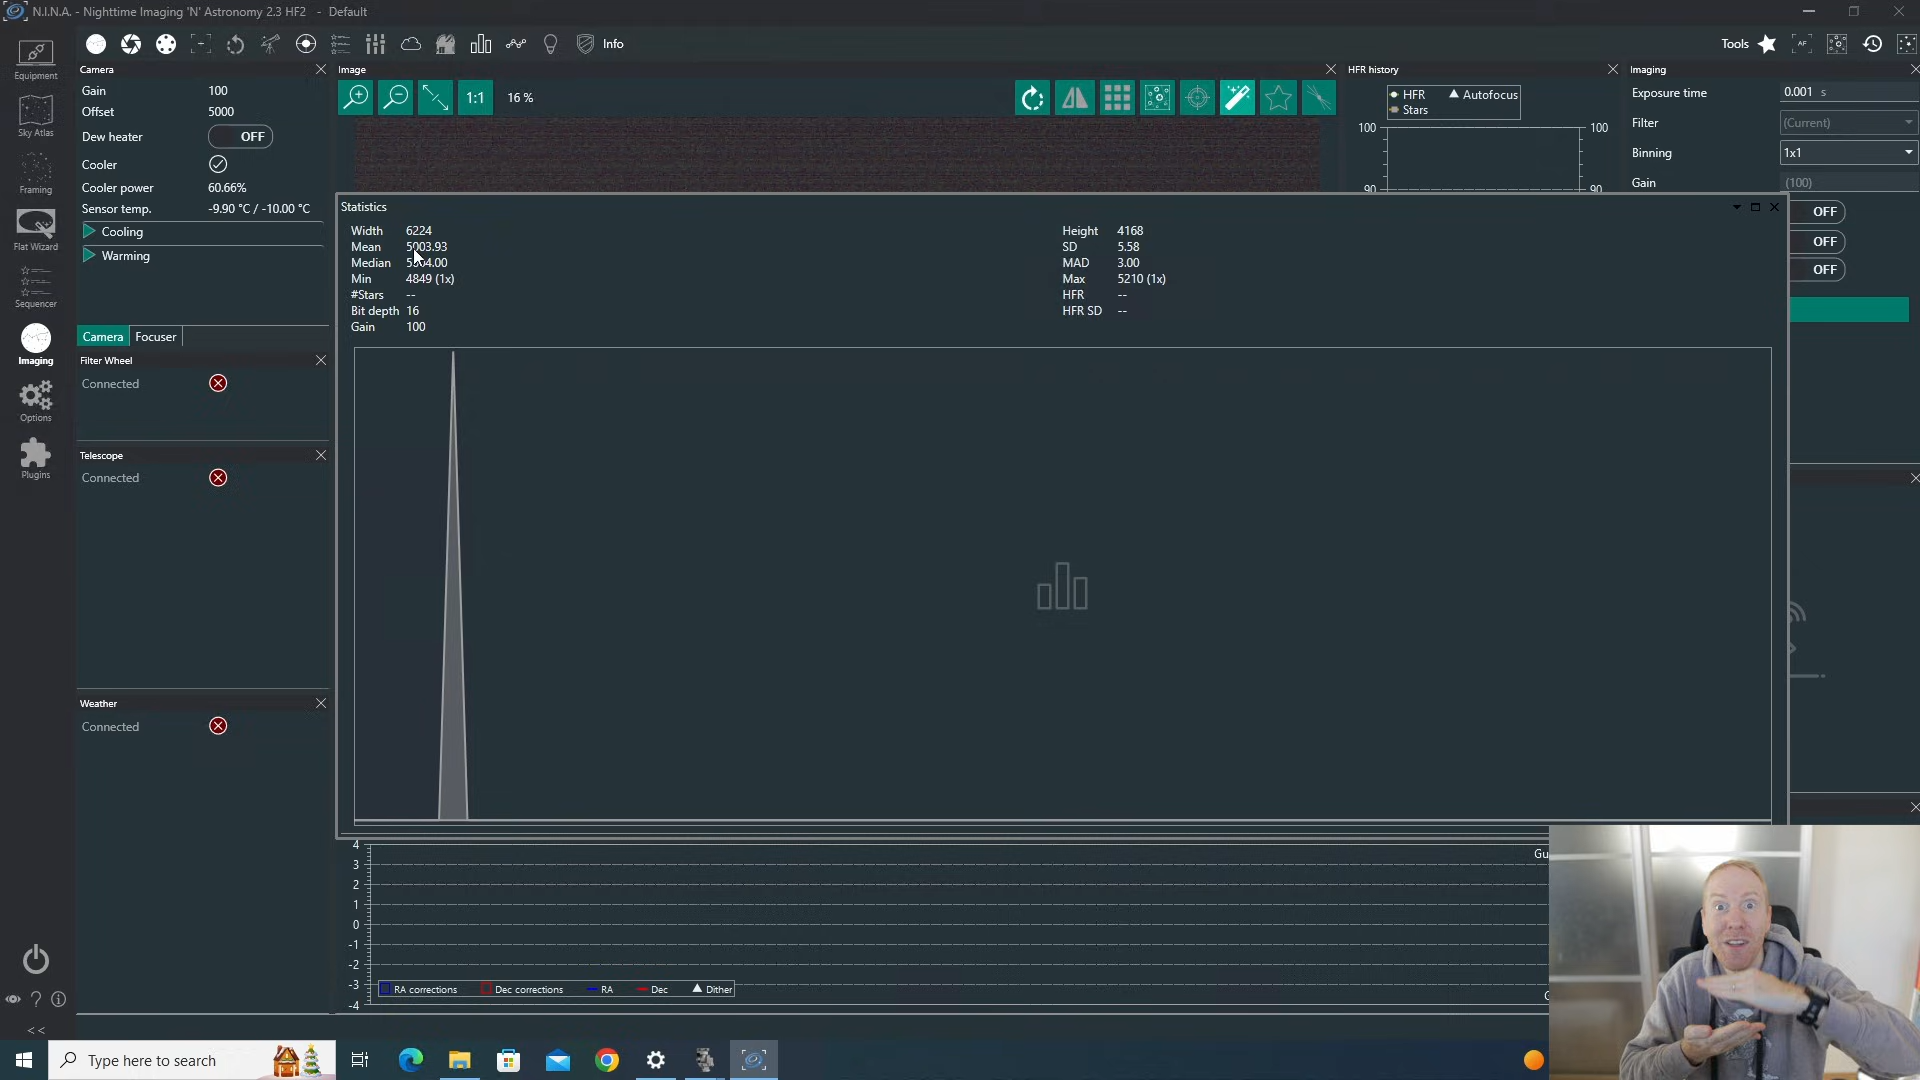 N.I.N.A. - Nighttime Imaging 'N' Astronomy 2.3 HF2 - Default
Info
Tools
AF
Equipment
Sky Atlas
Framing
Flat Wizard
Sequencer
Imaging
Options
Plugins
<<
Camera
Gain 100
Offset 5000
Dew heater OFF
Cooler
Cooler power 60.66%
Sensor temp. -9.90 °C / -10.00 °C
Cooling
Warming
Camera Focuser
Filter Wheel
Connected
Telescope
Connected
Weather
Connected
Image
1:1 16 %
HFR history
HFR Autofocus
Stars
100 100
90 90
Imaging
Exposure time 0.001 s
Filter (Current)
Binning 1x1
Gain (100)
OFF
OFF
OFF
Statistics
Width 6224
Mean 5003.93
Median
Min 4849 (1x)
#Stars --
Bit depth 16
Gain 100
Height 4168
SD 5.58
MAD 3.00
Max 5210 (1x)
HFR --
HFR SD --
4
3
2
1
0
-1
-2
-3
-4
RA corrections Dec corrections RA Dec Dither
Type here to search